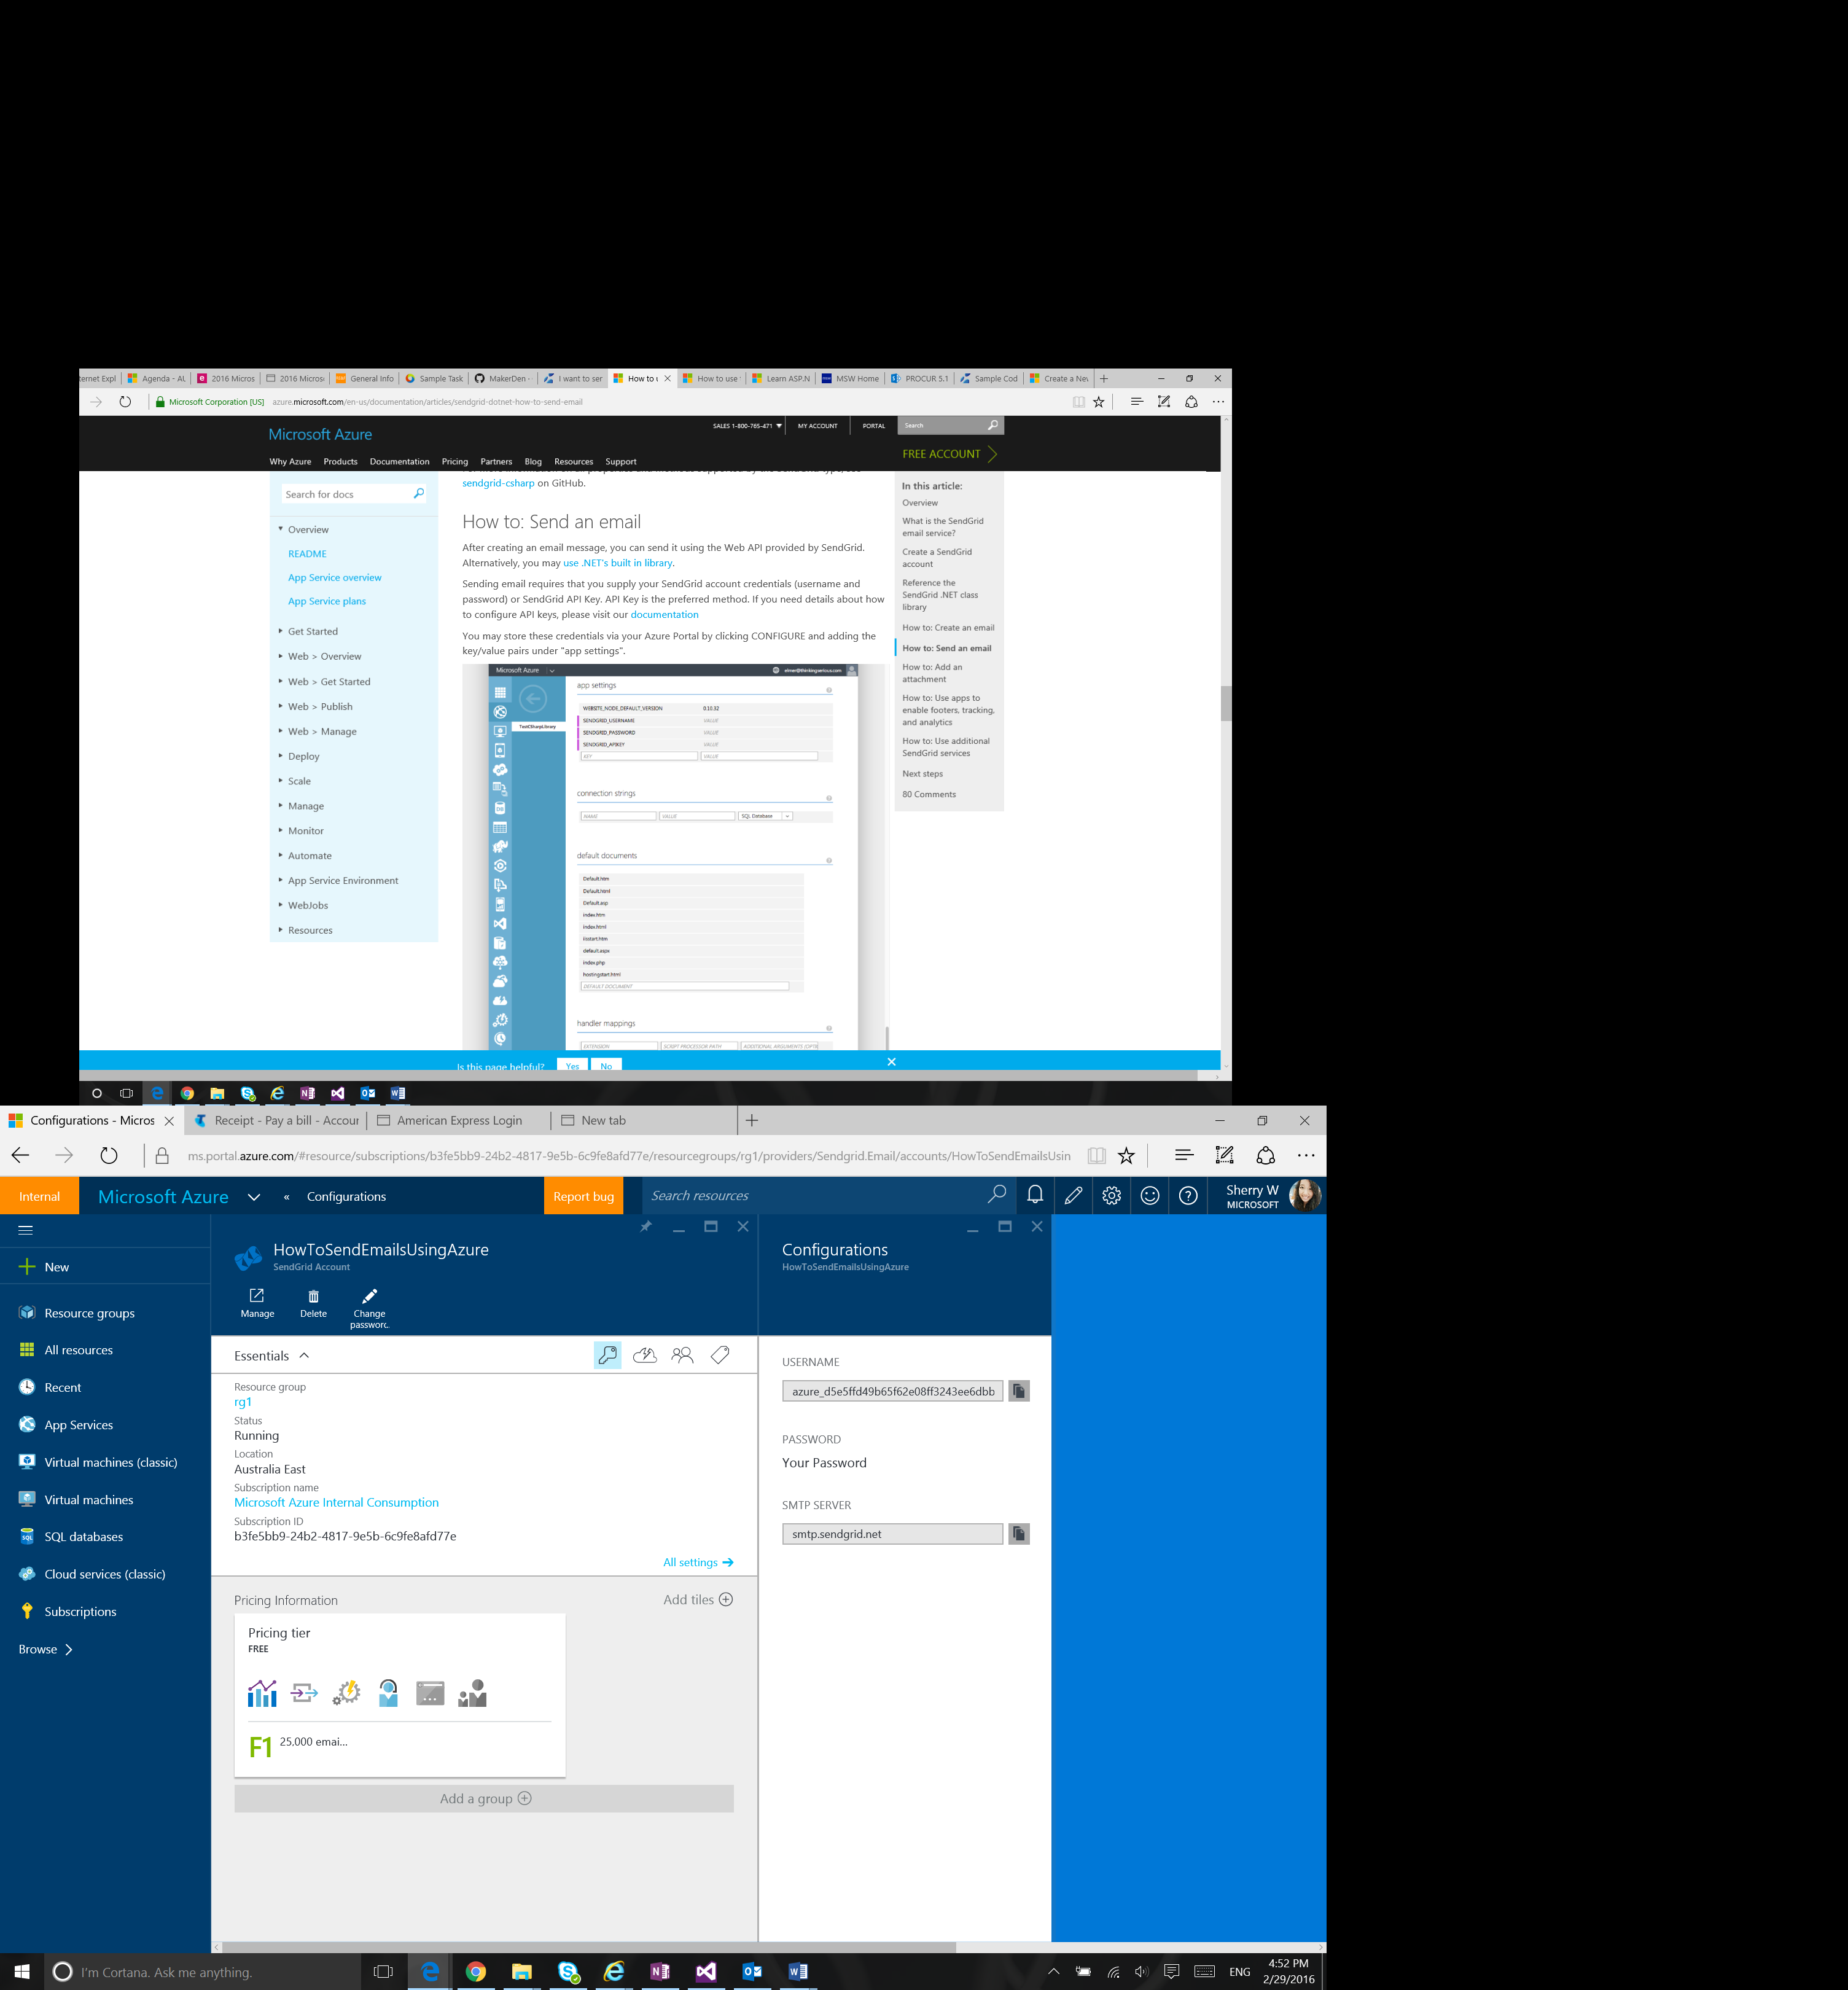 ternet Expl
Agenda - AL
2016 Micros
2016 Micros
General Info
Sample Task
MakerDen -
I want to ser
How to u
How to use
Learn ASP.N
MSW Home
PROCUR 5.1
Sample Cod
Create a New
Microsoft Corporation [US] azure.microsoft.com/en-us/documentation/articles/sendgrid-dotnet-how-to-send-email
Microsoft Azure
SALES 1-800-765-471
MY ACCOUNT
PORTAL
Search
Why Azure Products Documentation Pricing Partners Blog Resources Support
FREE ACCOUNT
Search for docs
Overview
README
App Service overview
App Service plans
Get Started
Web > Overview
Web > Get Started
Web > Publish
Web > Manage
Deploy
Scale
Manage
Monitor
Automate
App Service Environment
WebJobs
Resources
sendgrid-csharp on GitHub.
How to: Send an email
After creating an email message, you can send it using the Web API provided by SendGrid.
Alternatively, you may use .NET's built in library.
Sending email requires that you supply your SendGrid account credentials (username and
password) or SendGrid API Key. API Key is the preferred method. If you need details about how
to configure API keys, please visit our documentation
You may store these credentials via your Azure Portal by clicking CONFIGURE and adding the
key/value pairs under "app settings".
Microsoft Azure
elmer@thinkingserious.com
TestCSharpLibrary
app settings
WEBSITE_NODE_DEFAULT_VERSION 0.10.32
SENDGRID_USERNAME VALUE
SENDGRID_PASSWORD VALUE
SENDGRID_APIKEY VALUE
KEY VALUE
connection strings
NAME VALUE SQL Database
default documents
Default.htm
Default.html
Default.asp
index.htm
index.html
iisstart.htm
default.aspx
index.php
hostingstart.html
DEFAULT DOCUMENT
handler mappings
EXTENSION SCRIPT PROCESSOR PATH ADDITIONAL ARGUMENTS (OPTI
In this article:
Overview
What is the SendGrid
email service?
Create a SendGrid
account
Reference the
SendGrid .NET class
library
How to: Create an email
How to: Send an email
How to: Add an
attachment
How to: Use apps to
enable footers, tracking,
and analytics
How to: Use additional
SendGrid services
Next steps
80 Comments
Is this page helpful? Yes No
Configurations - Micros
Receipt - Pay a bill - Accour
American Express Login
New tab
ms.portal.azure.com/#resource/subscriptions/b3fe5bb9-24b2-4817-9e5b-6c9fe8afd77e/resourcegroups/rg1/providers/Sendgrid.Email/accounts/HowToSendEmailsUsin
Internal
Microsoft Azure
« Configurations
Report bug
Search resources
Sherry W
MICROSOFT
New
Resource groups
All resources
Recent
App Services
Virtual machines (classic)
Virtual machines
SQL databases
Cloud services (classic)
Subscriptions
Browse >
HowToSendEmailsUsingAzure
SendGrid Account
Manage
Delete
Change
passworc.
Essentials
Resource group
rg1
Status
Running
Location
Australia East
Subscription name
Microsoft Azure Internal Consumption
Subscription ID
b3fe5bb9-24b2-4817-9e5b-6c9fe8afd77e
All settings
Pricing Information
Add tiles
Pricing tier
FREE
F1 25,000 emai...
Add a group
Configurations
HowToSendEmailsUsingAzure
USERNAME
azure_d5e5ffd49b65f62e08ff3243ee6dbb
PASSWORD
Your Password
SMTP SERVER
smtp.sendgrid.net
I'm Cortana. Ask me anything.
ENG
4:52 PM
2/29/2016